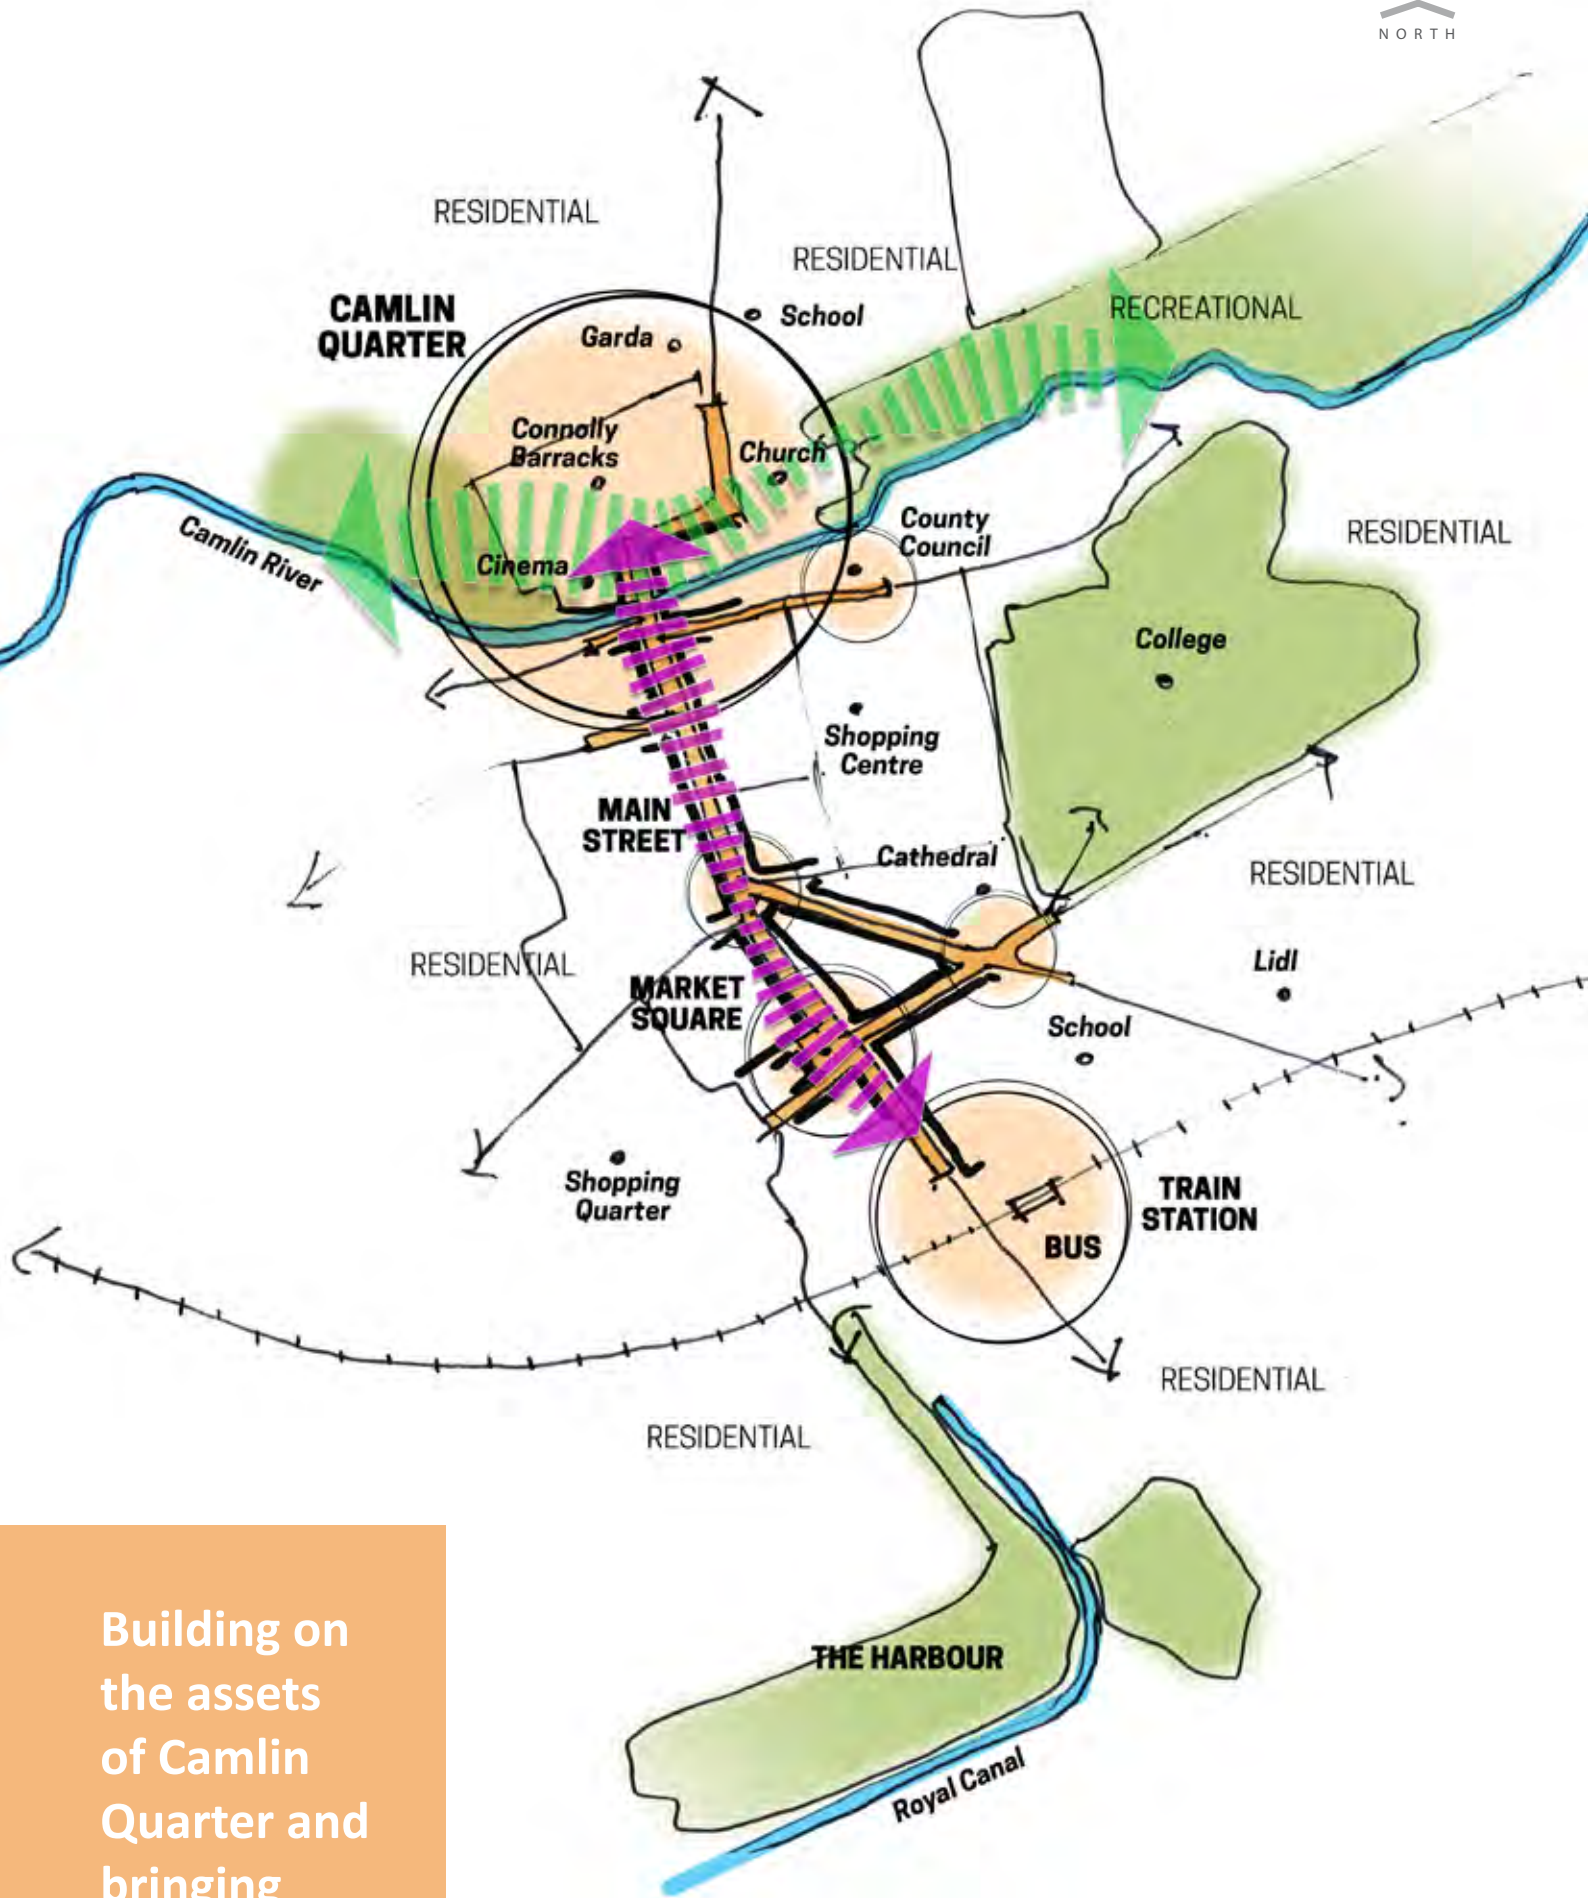 NORTH
RESIDENTIAL
RESIDENTIAL
CAMLIN
QUARTER
RECREATIONAL
School
Garda
Connolly
Barracks
Church
County
Council
RESIDENTIAL
Camlin River
Cinema
College
Shopping
Centre
MAIN
STREET
Cathedral
RESIDENTIAL
RESIDENTIAL
Lidl
MARKET
SQUARE
School
Shopping
Quarter
TRAIN
STATION
BUS
RESIDENTIAL
RESIDENTIAL
THE HARBOUR
Royal Canal
Building on
the assets
of Camlin
Quarter and
bringing